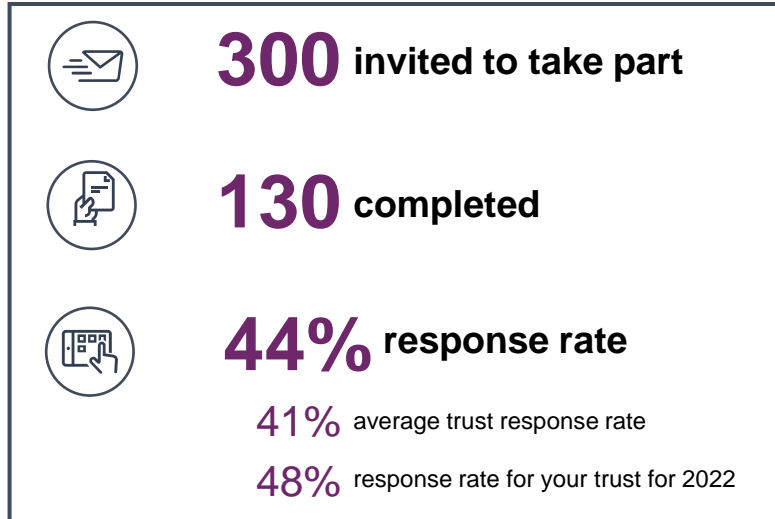 300 invited to take part
130 completed
44% response rate
41% average trust response rate
48% response rate for your trust for 2022